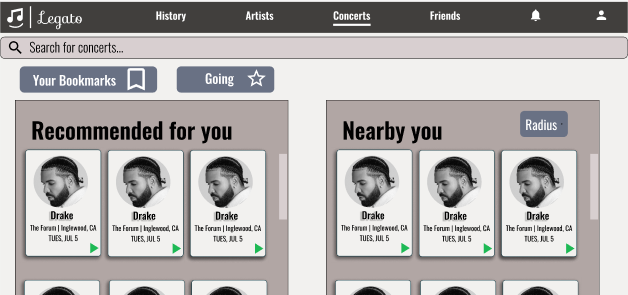 Legato
History
Artists
Concerts
Friends
Search for concerts...
Your Bookmarks
Going
Recommended for you
Drake
The Forum | Inglewood, CA
TUES, JUL 5
Drake
The Forum | Inglewood, CA
TUES, JUL 5
Drake
The Forum | Inglewood, CA
TUES, JUL 5
Nearby you
Radius
Drake
The Forum | Inglewood, CA
TUES, JUL 5
Drake
The Forum | Inglewood, CA
TUES, JUL 5
Drake
The Forum | Inglewood, CA
TUES, JUL 5